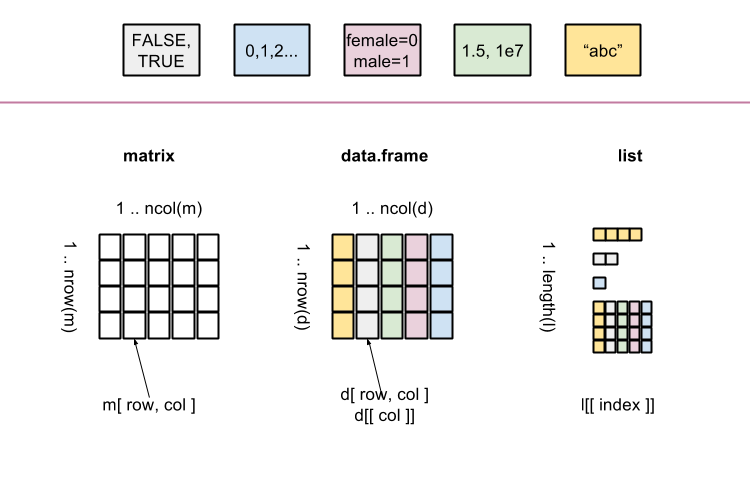 FALSE,
TRUE
0,1,2...
female=0
male=1
1.5, 1e7
“abc”
matrix
data.frame
list
1 .. ncol(m)
1 .. ncol(d)
1 .. nrow(m)
1 .. nrow(d)
1 .. length(l)
m[ row, col ]
d[ row, col ]
d[[ col ]]
l[[ index ]]